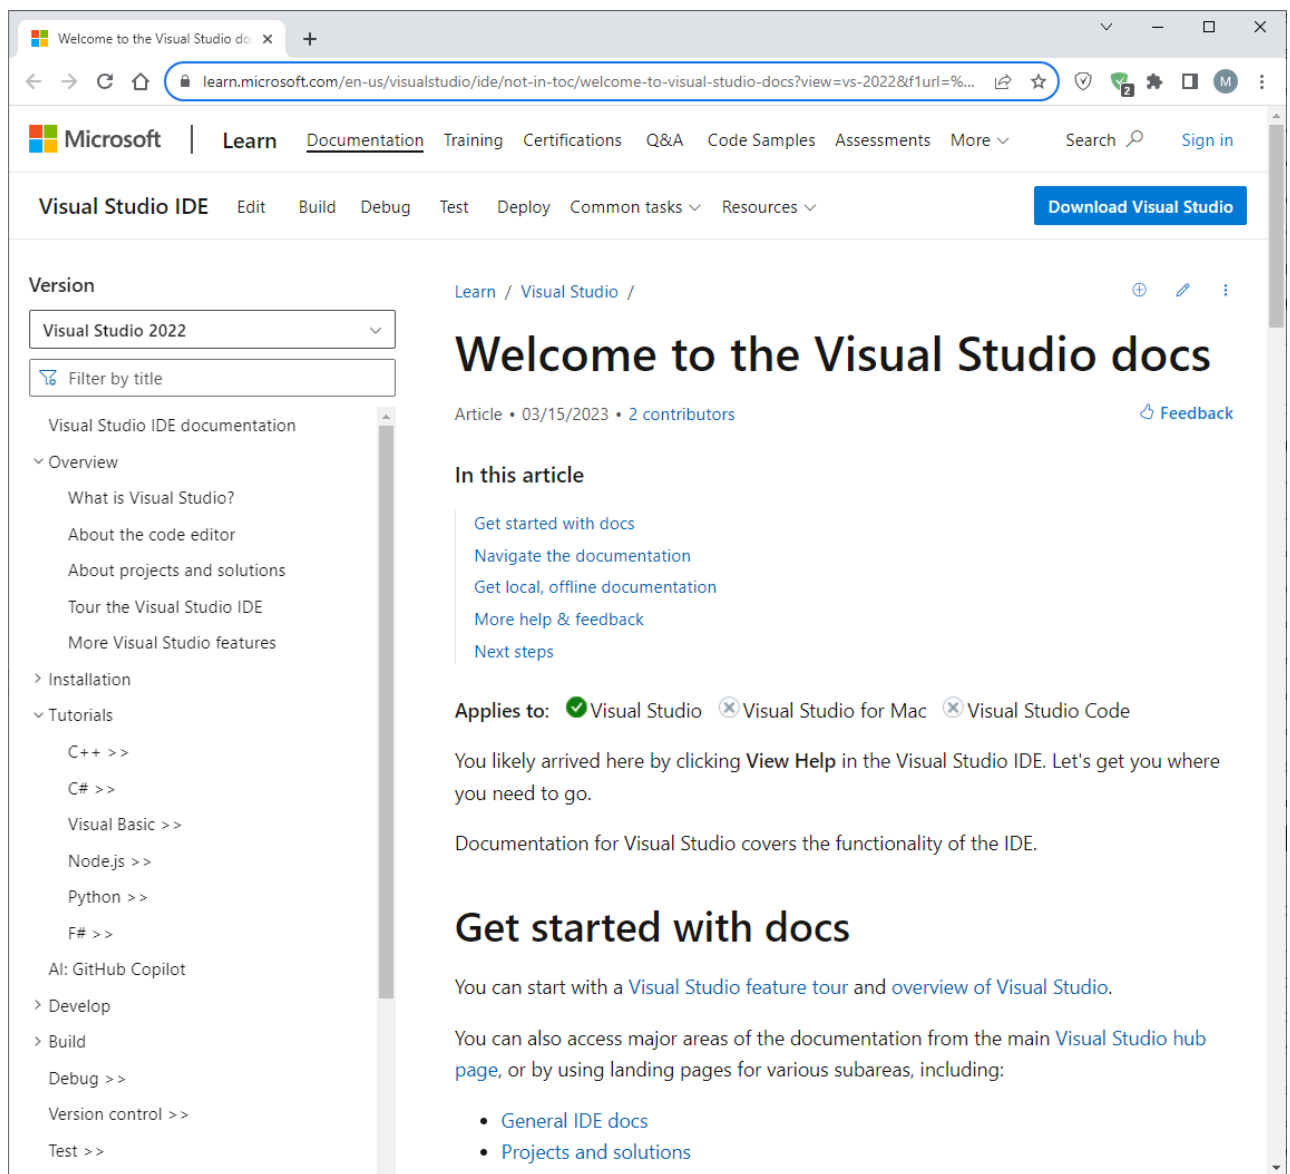 Welcome to the Visual Studio do
learn.microsoft.com/en-us/visualstudio/ide/not-in-toc/welcome-to-visual-studio-docs?view=vs-2022&f1url=%...
2
M
Microsoft
Learn Documentation Training Certifications Q&A Code Samples Assessments More Search Sign in
Visual Studio IDE Edit Build Debug Test Deploy Common tasks Resources Download Visual Studio
Version
Visual Studio 2022
Filter by title
Visual Studio IDE documentation
Overview
What is Visual Studio?
About the code editor
About projects and solutions
Tour the Visual Studio IDE
More Visual Studio features
Installation
Tutorials
C++ >>
C# >>
Visual Basic >>
Node.js >>
Python >>
F# >>
AI: GitHub Copilot
Develop
Build
Debug >>
Version control >>
Test >>
Learn / Visual Studio /
Welcome to the Visual Studio docs
Article • 03/15/2023 • 2 contributors
Feedback
In this article
Get started with docs
Navigate the documentation
Get local, offline documentation
More help & feedback
Next steps
Applies to: Visual Studio Visual Studio for Mac Visual Studio Code
You likely arrived here by clicking View Help in the Visual Studio IDE. Let's get you where
you need to go.
Documentation for Visual Studio covers the functionality of the IDE.
Get started with docs
You can start with a Visual Studio feature tour and overview of Visual Studio.
You can also access major areas of the documentation from the main Visual Studio hub
page, or by using landing pages for various subareas, including:
• General IDE docs
• Projects and solutions